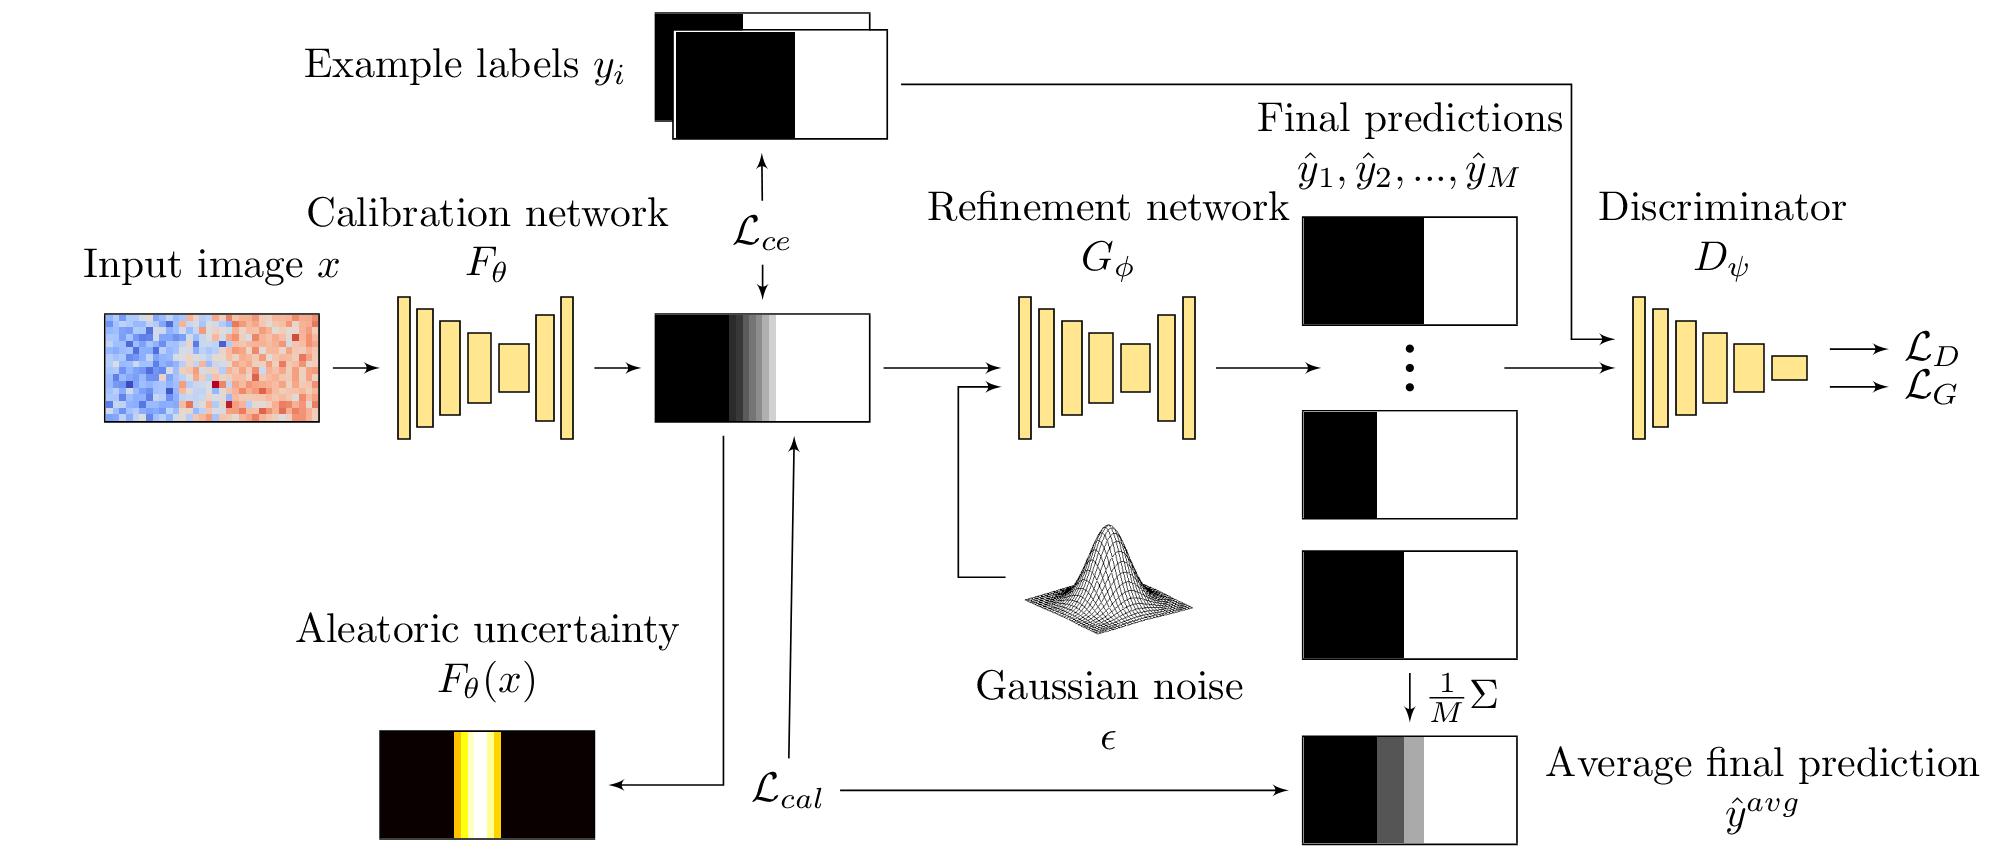 Example labels $y_i$
Final predictions
$\hat{y}_1, \hat{y}_2, ..., \hat{y}_M$
Calibration network
$F_\theta$
$\mathcal{L}_{ce}$
Refinement network
$G_\phi$
Discriminator
$D_\psi$
Input image $x$
$\mathcal{L}_D$
$\mathcal{L}_G$
Aleatoric uncertainty
$F_\theta(x)$
Gaussian noise
$\epsilon$
$\frac{1}{M}\Sigma$
$\mathcal{L}_{cal}$
Average final prediction
$\hat{y}^{avg}$